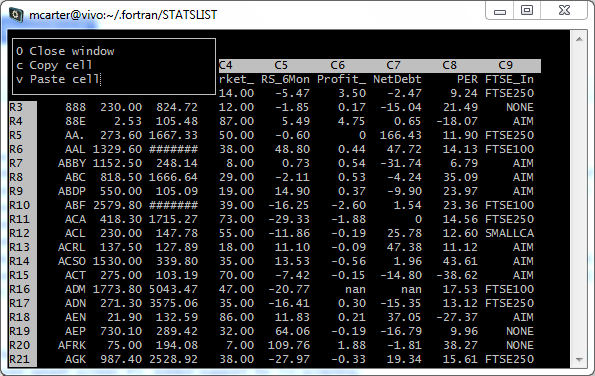 mcarter@vivo:~/.fortran/STATSLIST
0 Close window
c Copy cell
v Paste cell
C4 C5 C6 C7 C8 C9
rket_ RS_6Mon Profit_ NetDebt PER FTSE_In
14.00 -5.47 3.50 -2.47 9.24 FTSE250
R3 888 230.00 824.72 12.00 -1.85 0.17 -15.04 21.49 NONE
R4 88E 2.53 105.48 87.00 5.49 4.75 0.65 -18.07 AIM
R5 AA. 273.60 1667.33 50.00 -0.60 0 166.43 11.90 FTSE250
R6 AAL 1329.60 ####### 38.00 48.80 0.44 47.72 14.13 FTSE100
R7 ABBY 1152.50 248.14 8.00 0.73 0.54 -31.74 6.79 AIM
R8 ABC 818.50 1666.64 29.00 -2.11 0.53 -4.24 35.09 AIM
R9 ABDP 550.00 105.09 19.00 14.90 0.37 -9.90 23.97 AIM
R10 ABF 2579.80 ####### 39.00 -16.25 -2.60 1.54 23.36 FTSE100
R11 ACA 418.30 1715.27 73.00 -29.33 -1.88 0 14.56 FTSE250
R12 ACL 230.00 147.78 55.00 -11.86 -0.19 25.78 12.60 SMALLCA
R13 ACRL 137.50 127.89 18.00 11.10 -0.09 47.38 11.12 AIM
R14 ACSO 1530.00 339.80 35.00 13.53 -0.56 1.96 43.61 AIM
R15 ACT 275.00 103.19 70.00 -7.42 -0.15 -14.80 -38.62 AIM
R16 ADM 1773.80 5043.47 47.00 -20.77 nan nan 17.53 FTSE100
R17 ADN 271.30 3575.06 35.00 -16.41 0.30 -15.35 13.12 FTSE250
R18 AEN 21.90 132.59 86.00 11.83 0.21 37.05 -27.37 AIM
R19 AEP 730.10 289.42 32.00 64.06 -0.19 -16.79 9.96 NONE
R20 AFRK 75.00 194.08 7.00 109.76 1.88 -1.81 38.27 NONE
R21 AGK 987.40 2528.92 38.00 -27.97 -0.33 19.34 15.61 FTSE250